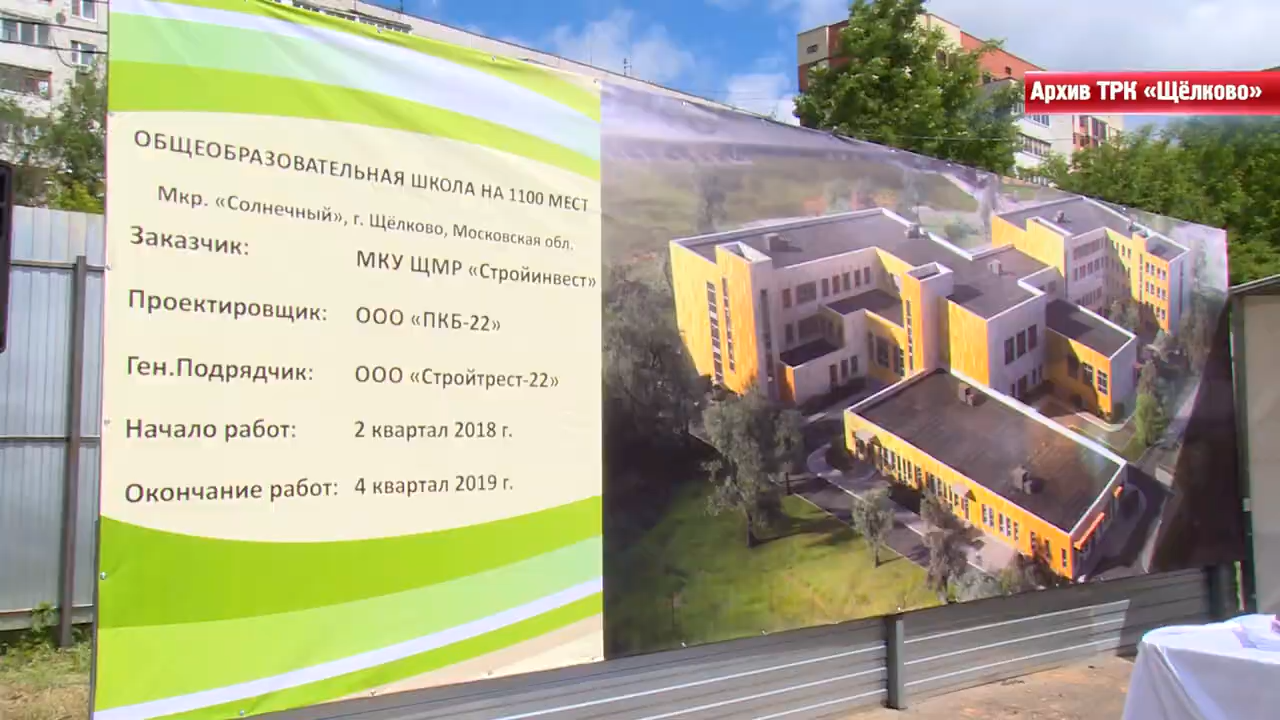 ОБЩЕОБРАЗОВАТЕЛЬНАЯ ШКОЛА НА 1100 МЕСТ
Мкр. «Солнечный», г. Щёлково, Московская обл.
Заказчик: МКУ ЩМР «Стройинвест»
Проектировщик: ООО «ПКБ-22»
Ген.Подрядчик: ООО «Стройтрест-22»
Начало работ: 2 квартал 2018 г.
Окончание работ: 4 квартал 2019 г.
Архив ТРК «Щёлково»